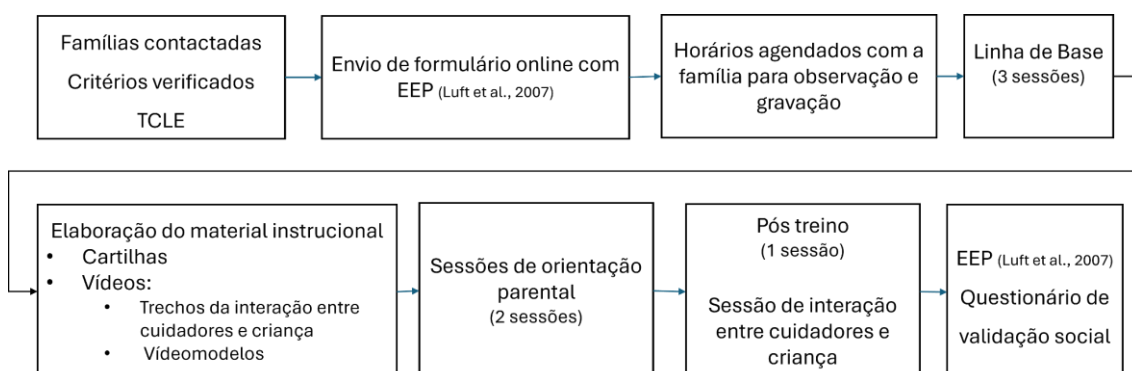 Famílias contactadas
Critérios verificados
TCLE
Envio de formulário online com
EEP (Luft et al., 2007)
Horários agendados com a
família para observação e
gravação
Linha de Base
(3 sessões)
Elaboração do material instrucional
• Cartilhas
• Vídeos:
• Trechos da interação entre
cuidadores e criança
• Vídeomodelos
Sessões de orientação
parental
(2 sessões)
Pós treino
(1 sessão)
Sessão de interação
entre cuidadores e
criança
EEP (Luft et al., 2007)
Questionário de
validação social